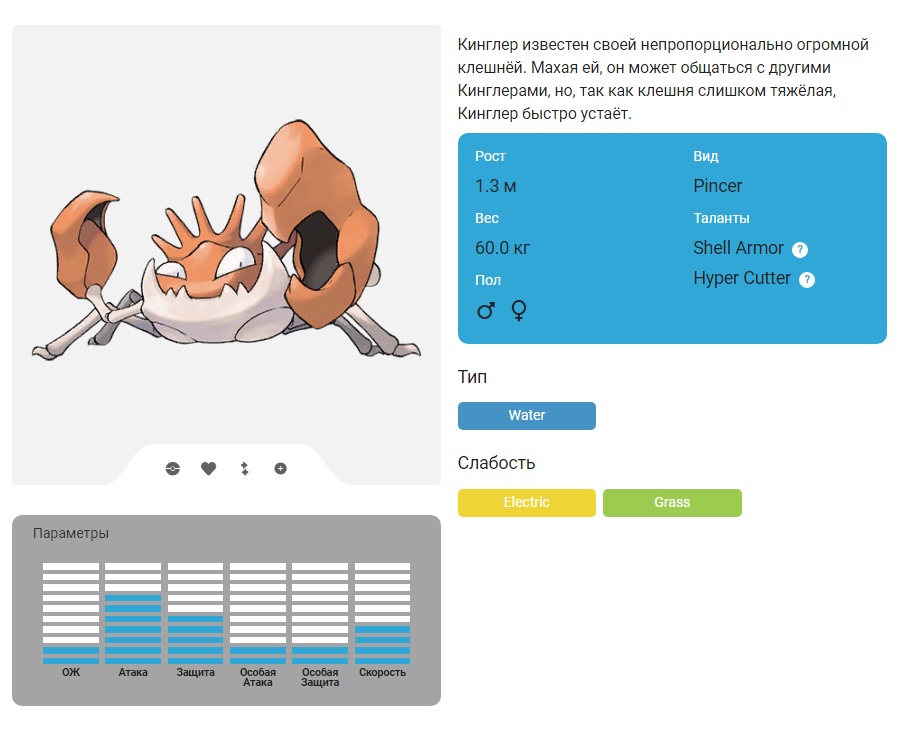 Кинглер известен своей непропорционально огромной
клешнёй. Махая ей, он может общаться с другими
Кинглерами, но, так как клешня слишком тяжёлая,
Кинглер быстро устаёт.
Рост
1.3 м
Вес
60.0 кг
Пол
Вид
Pincer
Таланты
Shell Armor ?
Hyper Cutter ?
Тип
Water
Слабость
Electric Grass
Параметры
ОЖ Атака Защита Особая Особая Скорость
Атака Защита